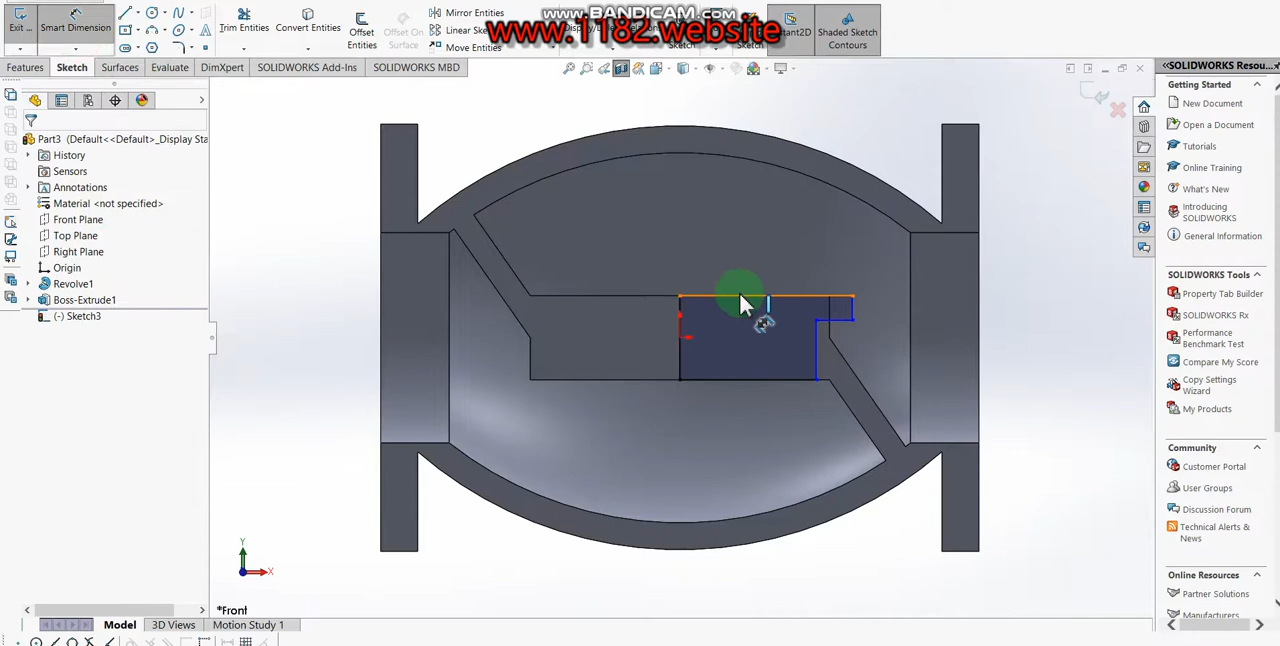 www.BANDICAM.com
www.1182.website
Exit ...
Smart Dimension
Trim Entities
Convert Entities
Offset Entities
Offset On Surface
Mirror Entities
Linear Sk
Move Entities
Display/
Sketch
Sketch
stant2D
Shaded Sketch Contours
Features
Sketch
Surfaces
Evaluate
DimXpert
SOLIDWORKS Add-Ins
SOLIDWORKS MBD
Part3 (Default<<Default>_Display Sta
History
Sensors
Annotations
Material <not specified>
Front Plane
Top Plane
Right Plane
Origin
Revolve1
Boss-Extrude1
(-) Sketch3
Y
X
*Front
Model
3D Views
Motion Study 1
SOLIDWORKS Resou...
Getting Started
New Document
Open a Document
Tutorials
Online Training
What's New
Introducing SOLIDWORKS
General Information
SOLIDWORKS Tools
Property Tab Builder
SOLIDWORKS Rx
Performance Benchmark Test
Compare My Score
Copy Settings Wizard
My Products
Community
Customer Portal
User Groups
Discussion Forum
Technical Alerts & News
Online Resources
Partner Solutions
Manufacturers